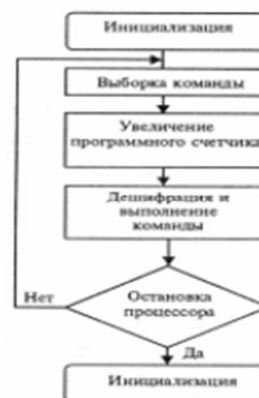 Инициализация
Выборка команды
Увеличение
программного счетчика
Дешифрация и
выполнение
команды
Нет
Остановка
процессора
Да
Инициализация